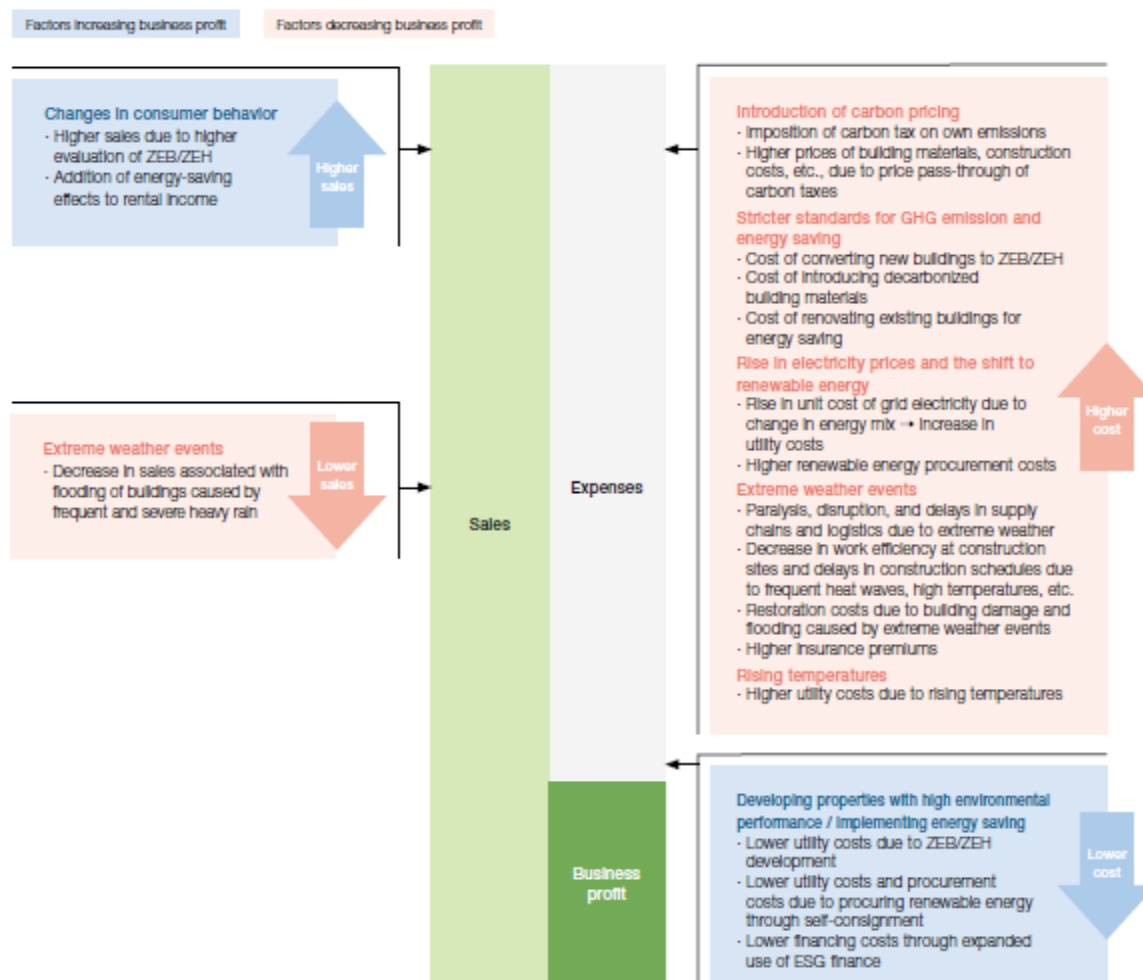 Factors increasing business profit
Factors decreasing business profit
Changes in consumer behavior
· Higher sales due to higher
evaluation of ZEB/ZEH
· Addition of energy-saving
effects to rental income
Higher
sales
Extreme weather events
· Decrease in sales associated with
flooding of buildings caused by
frequent and severe heavy rain
Lower
sales
Sales
Expenses
Business
profit
Introduction of carbon pricing
· Imposition of carbon tax on own emissions
· Higher prices of building materials, construction
costs, etc., due to price pass-through of
carbon taxes
Stricter standards for GHG emission and
energy saving
· Cost of converting new buildings to ZEB/ZEH
· Cost of introducing decarbonized
building materials
· Cost of renovating existing buildings for
energy saving
Rise in electricity prices and the shift to
renewable energy
· Rise in unit cost of grid electricity due to
change in energy mix → increase in
utility costs
· Higher renewable energy procurement costs
Extreme weather events
· Paralysis, disruption, and delays in supply
chains and logistics due to extreme weather
· Decrease in work efficiency at construction
sites and delays in construction schedules due
to frequent heat waves, high temperatures, etc.
· Restoration costs due to building damage and
flooding caused by extreme weather events
· Higher insurance premiums
Rising temperatures
· Higher utility costs due to rising temperatures
Higher
cost
Developing properties with high environmental
performance / implementing energy saving
· Lower utility costs due to ZEB/ZEH
development
· Lower utility costs and procurement
costs due to procuring renewable energy
through self-consignment
· Lower financing costs through expanded
use of ESG finance
Lower
cost